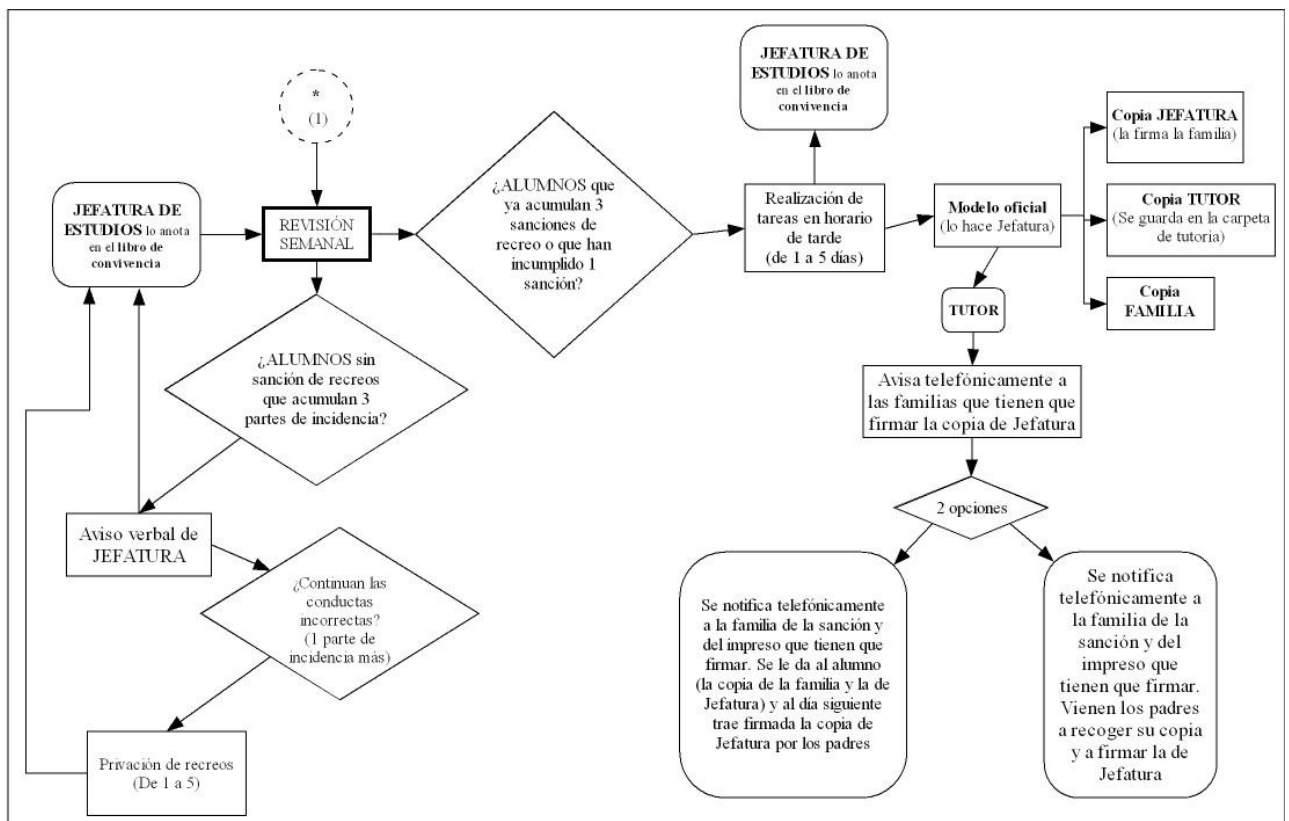 *
(1)
JEFATURA DE
ESTUDIOS lo anota
en el libro de
convivencia
REVISIÓN
SEMANAL
¿ALUMNOS que
ya acumulan 3
sanciones de
recreo o que han
incumplido 1
sanción?
JEFATURA DE
ESTUDIOS lo anota
en el libro de
convivencia
Realización de
tareas en horario
de tarde
(de 1 a 5 días)
Modelo oficial
(lo hace Jefatura)
Copia JEFATURA
(la firma la familia)
Copia TUTOR
(Se guarda en la carpeta
de tutoria)
Copia
FAMILIA
TUTOR
Avisa telefónicamente a
las familias que tienen que
firmar la copia de Jefatura
2 opciones
Se notifica telefónicamente
a la familia de la sanción y
del impreso que tienen que
firmar. Se le da al alumno
(la copia de la familia y la de
Jefatura) y al día siguiente
trae firmada la copia de
Jefatura por los padres
Se notifica
telefónicamente a
la familia de la
sanción y del
impreso que
tienen que firmar.
Vienen los padres
a recoger su copia
y a firmar la de
Jefatura
¿ALUMNOS sin
sanción de recreos
que acumulan 3
partes de incidencia?
Aviso verbal de
JEFATURA
¿Continuan las
conductas
incorrectas?
(1 parte de
incidencia más)
Privación de recreos
(De 1 a 5)